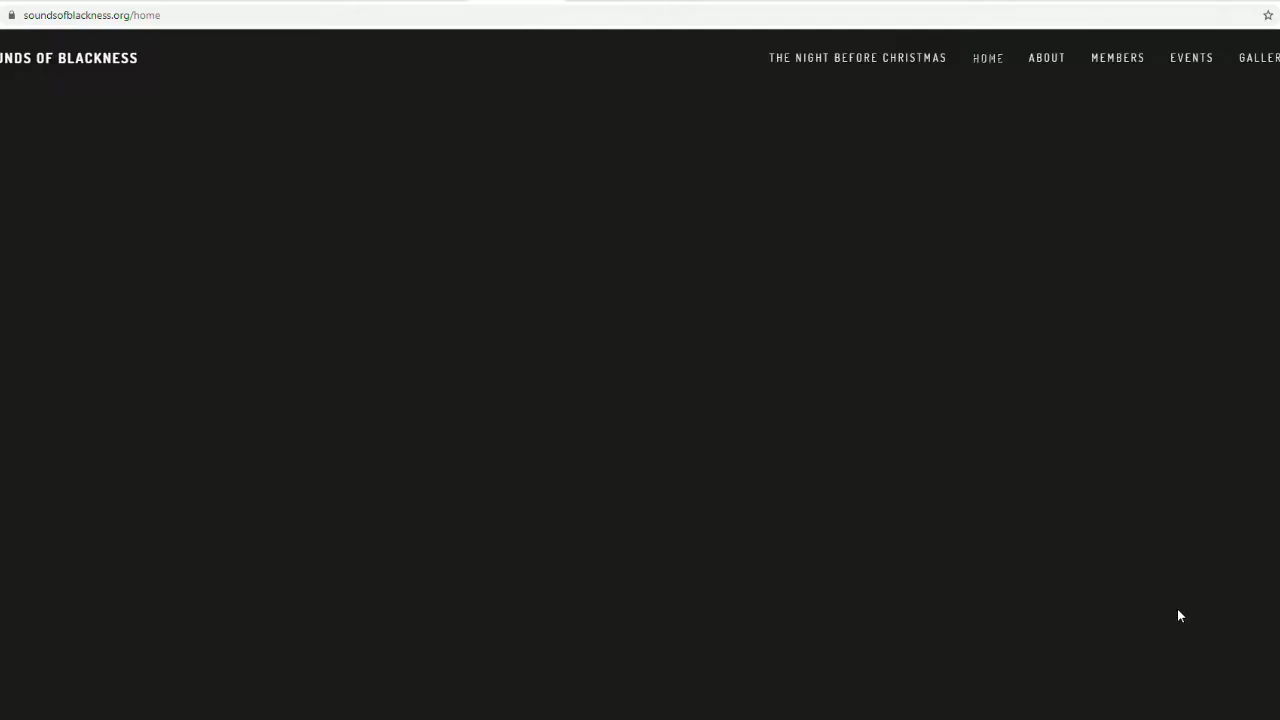 soundsofblackness.org/home
UNDS OF BLACKNESS
THE NIGHT BEFORE CHRISTMAS HOME ABOUT MEMBERS EVENTS GALLER